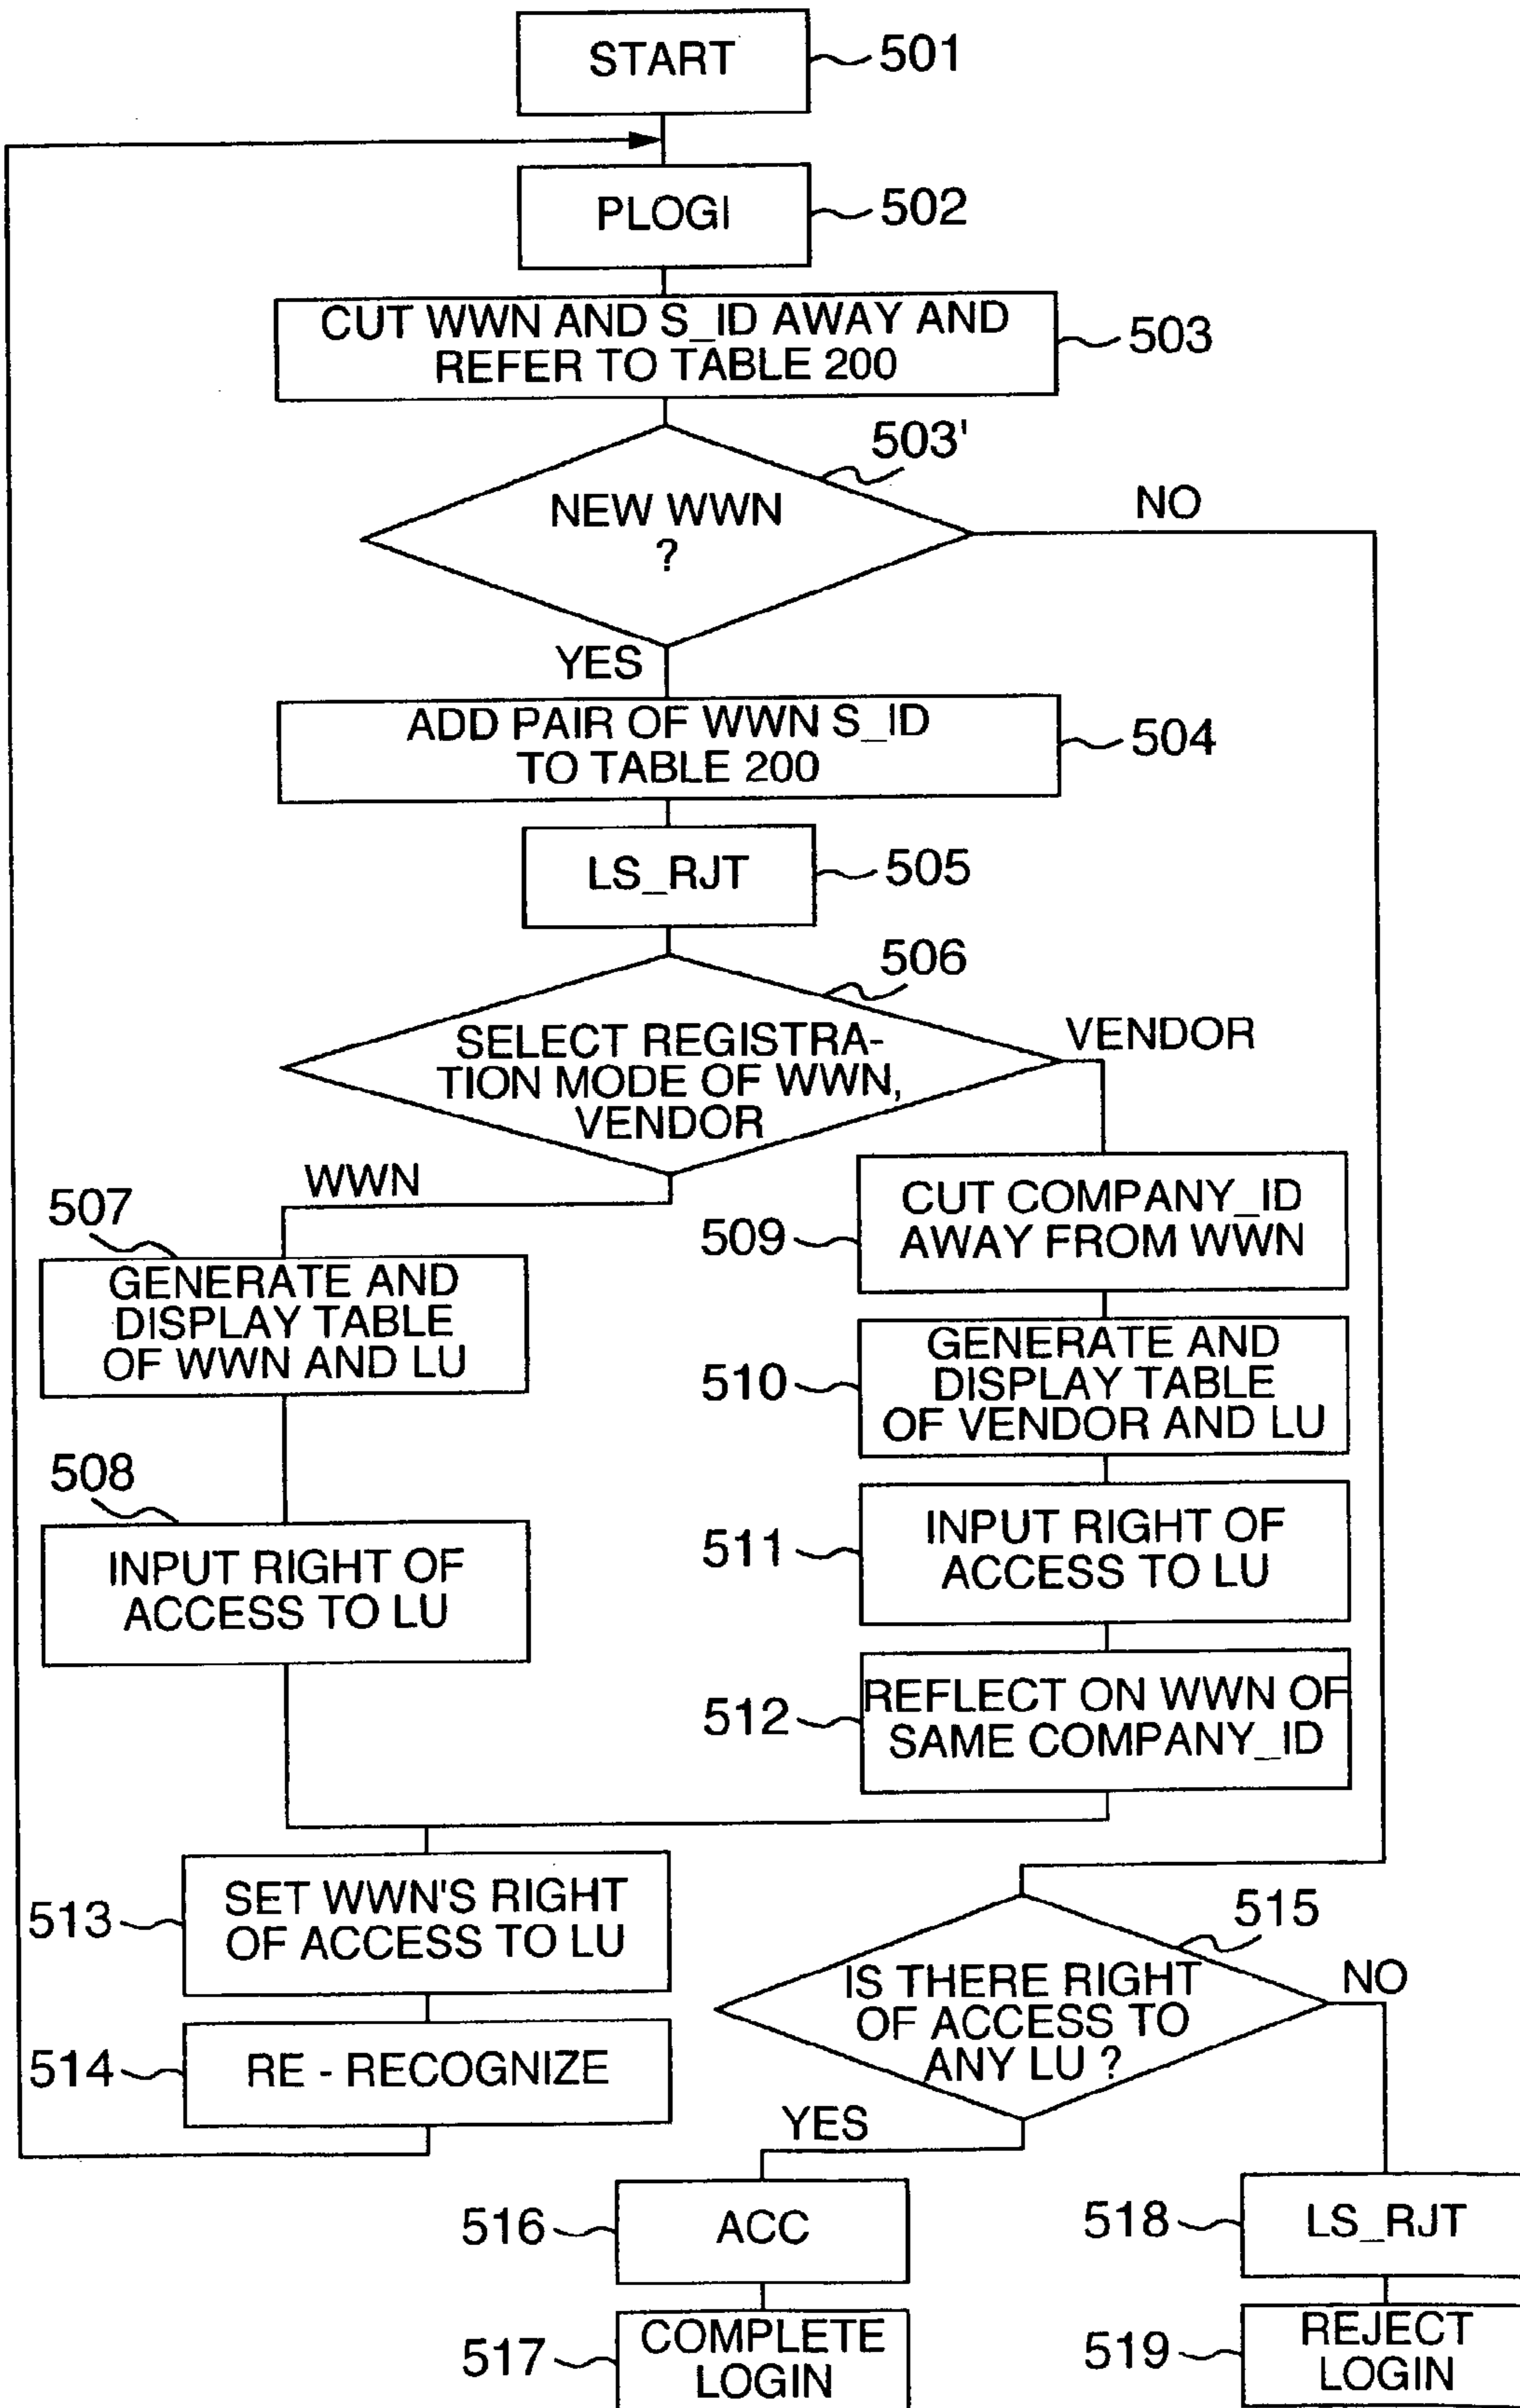 START
501
PLOGI
502
CUT WWN AND S_ID AWAY AND
REFER TO TABLE 200
503
503'
NEW WWN
?
NO
YES
ADD PAIR OF WWN S_ID
TO TABLE 200
504
LS_RJT
505
506
SELECT REGISTRA-
TION MODE OF WWN,
VENDOR
VENDOR
WWN
507
GENERATE AND
DISPLAY TABLE
OF WWN AND LU
508
INPUT RIGHT OF
ACCESS TO LU
509
CUT COMPANY_ID
AWAY FROM WWN
510
GENERATE AND
DISPLAY TABLE
OF VENDOR AND LU
511
INPUT RIGHT OF
ACCESS TO LU
512
REFLECT ON WWN OF
SAME COMPANY_ID
513
SET WWN'S RIGHT
OF ACCESS TO LU
514
RE - RECOGNIZE
515
IS THERE RIGHT
OF ACCESS TO
ANY LU ?
NO
YES
516
ACC
517
COMPLETE
LOGIN
518
LS_RJT
519
REJECT
LOGIN